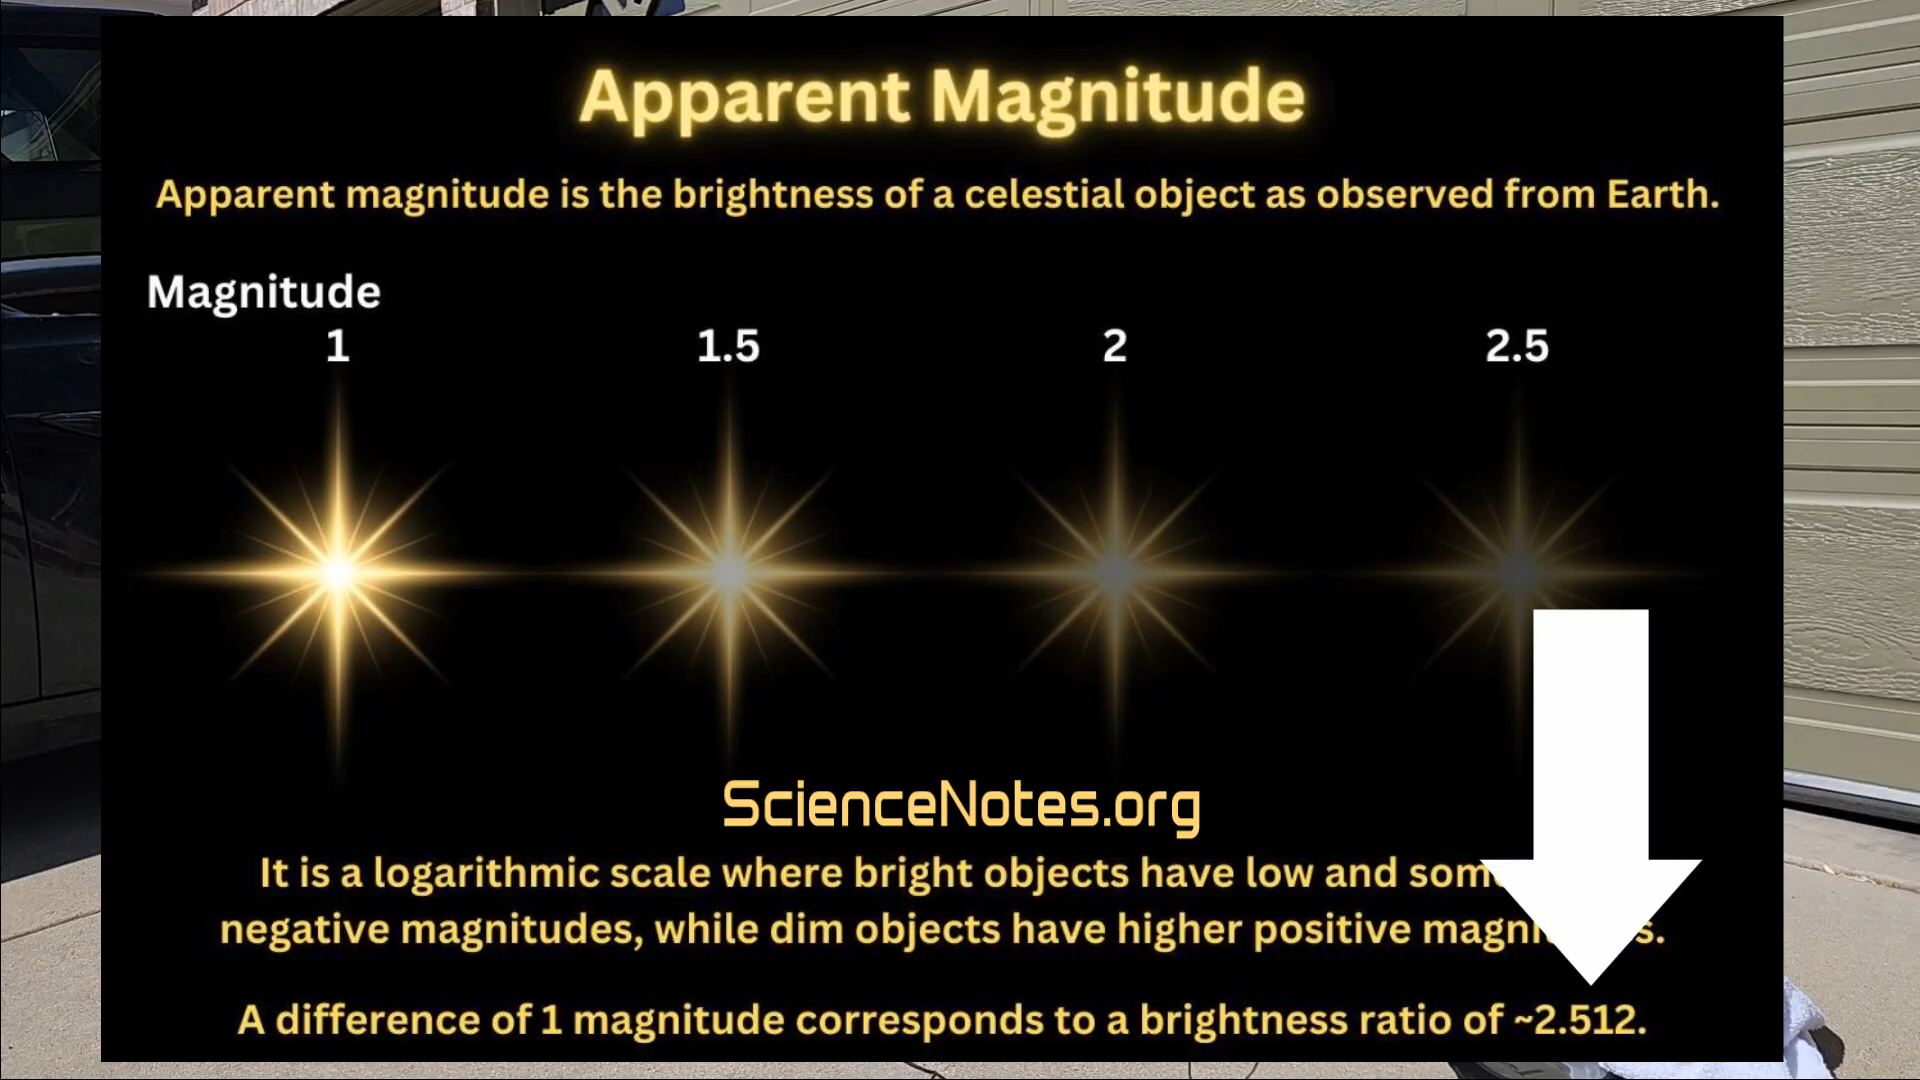 Apparent Magnitude
Apparent magnitude is the brightness of a celestial object as observed from Earth.
Magnitude
1 1.5 2 2.5
ScienceNotes.org
It is a logarithmic scale where bright objects have low and
negative magnitudes, while dim objects have higher positive
A difference of 1 magnitude corresponds to a brightness ratio of ~2.512.